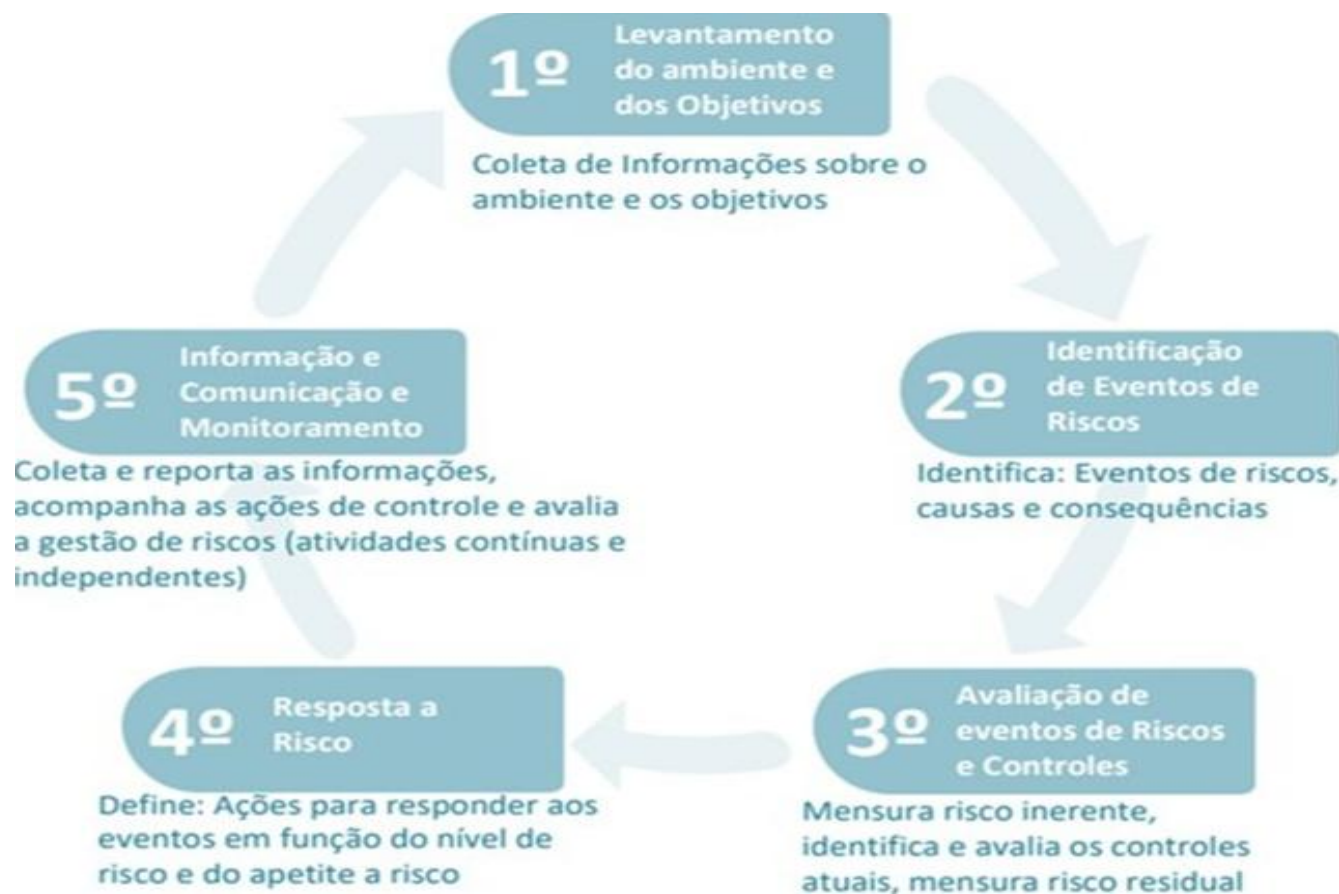 1º
Levantamento
do ambiente e
dos Objetivos
Coleta de Informações sobre o
ambiente e os objetivos
2º
Identificação
de Eventos de
Riscos
Identifica: Eventos de riscos,
causas e consequências
3º
Avaliação de
eventos de Riscos
e Controles
Mensura risco inerente,
identifica e avalia os controles
atuais, mensura risco residual
4º
Resposta a
Risco
Define: Ações para responder aos
eventos em função do nível de
risco e do apetite a risco
5º
Informação e
Comunicação e
Monitoramento
Coleta e reporta as informações,
acompanha as ações de controle e avalia
a gestão de riscos (atividades contínuas e
independentes)